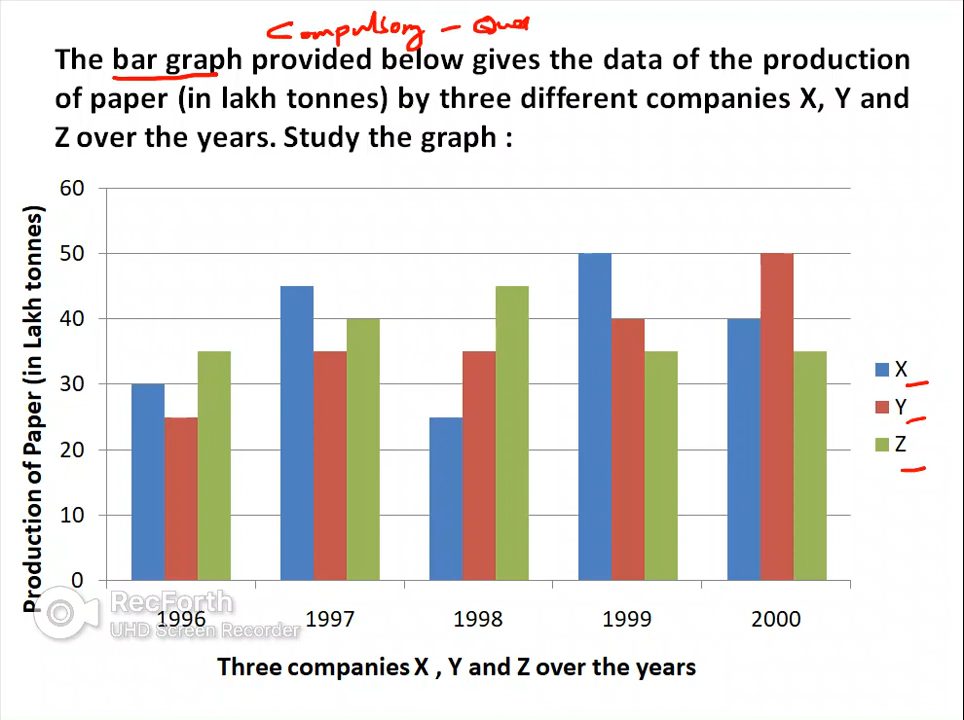 Compulsory -
The bar graph provided below gives the data of the production
of paper (in lakh tonnes) by three different companies X, Y and
Z over the years. Study the graph :
Production of Paper (in Lakh tonnes)
60
50
40
30
20
10
0
X
Y
Z
1996
1997
1998
1999
2000
RecForth
UHD Screen Recorder
Three companies X , Y and Z over the years